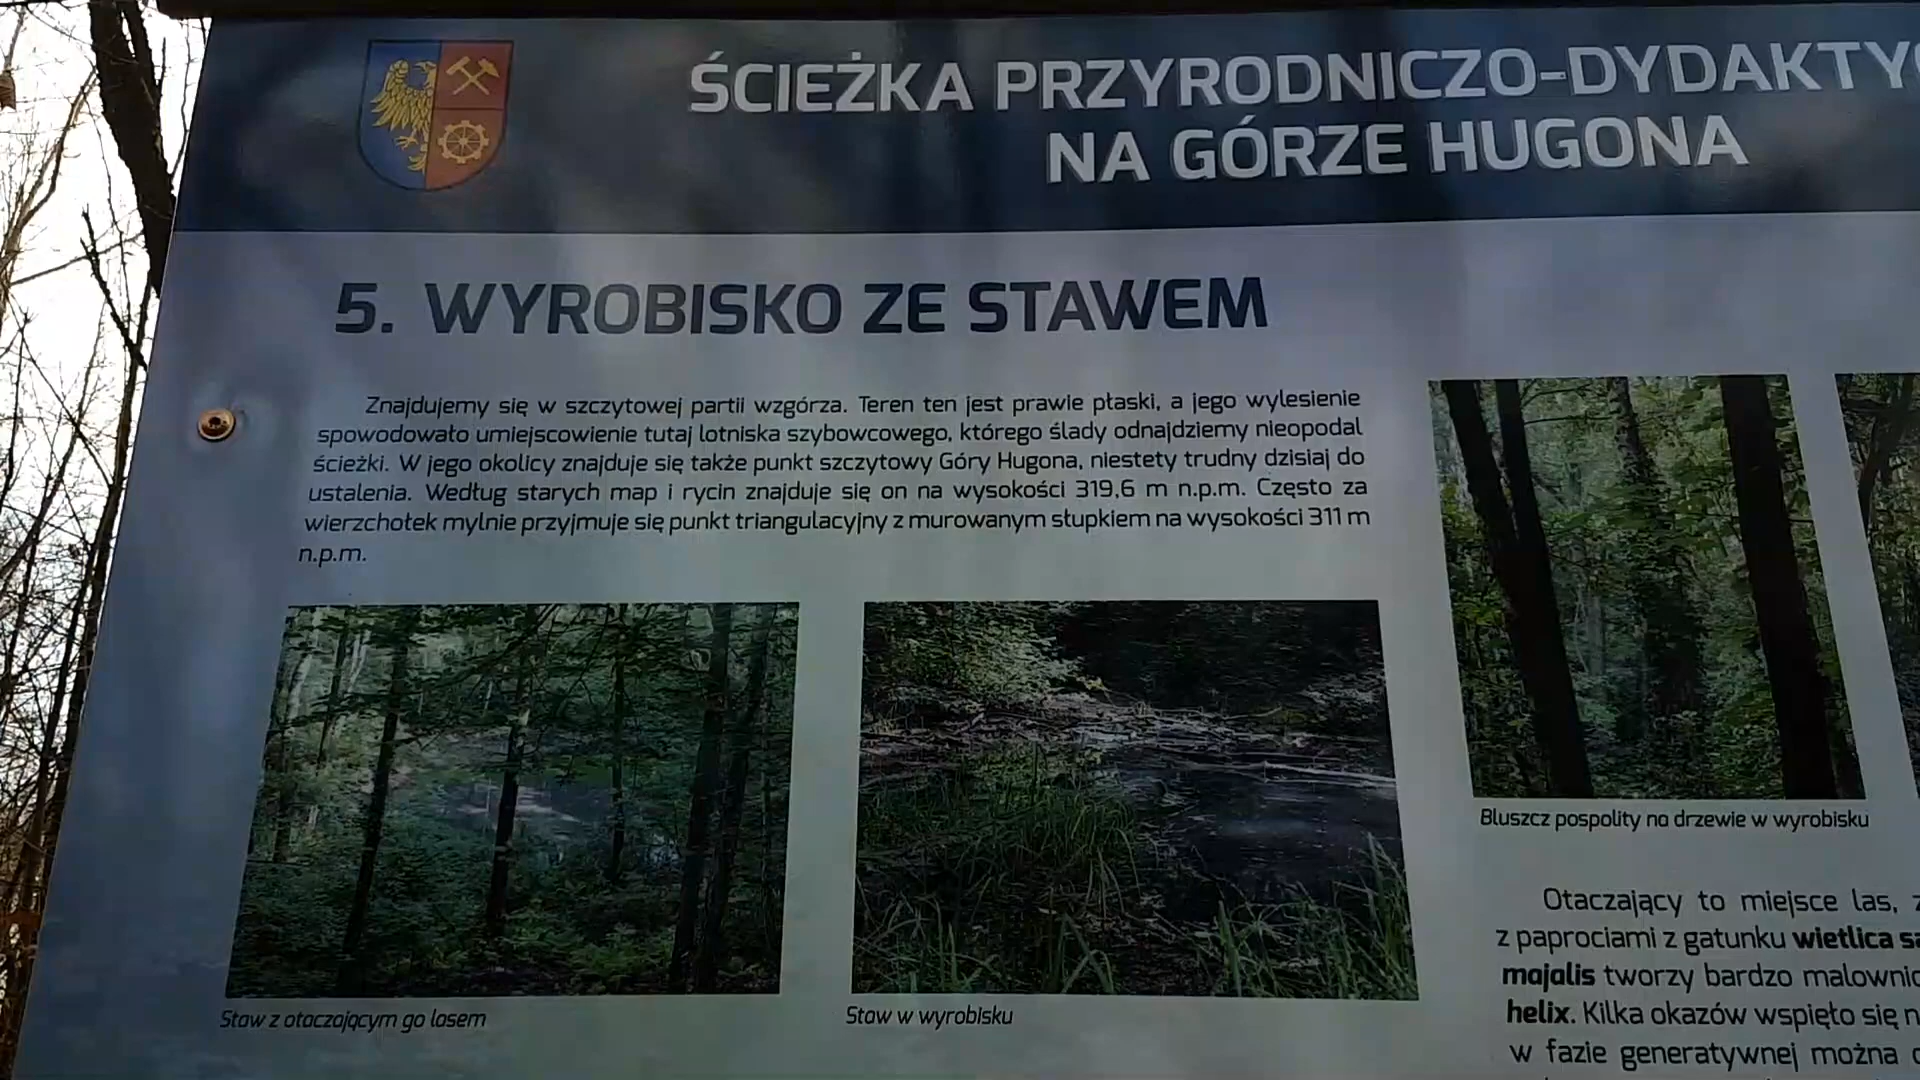 ŚCIEŻKA PRZYRODNICZO-DYDAKTY
NA GÓRZE HUGONA
5. WYROBISKO ZE STAWEM
Znajdujemy się w szczytowej partii wzgórza. Teren ten jest prawie płaski, a jego wylesienie
spowodowało umiejscowienie tutaj lotniska szybowcowego, którego ślady odnajdziemy nieopodal
ścieżki. W jego okolicy znajduje się także punkt szczytowy Góry Hugona, niestety trudny dzisiaj do
ustalenia. Według starych map i rycin znajduje się on na wysokości 319,6 m n.p.m. Często za
wierzchołek mylnie przyjmuje się punkt triangulacyjny z murowanym słupkiem na wysokości 311 m
n.p.m.
Staw z otaczającym go lasem
Staw w wyrobisku
Bluszcz pospolity na drzewie w wyrobisku
Otaczający to miejsce las,
z paprociami z gatunku wietlica
majalis tworzy bardzo
helix. Kilka okazów wspięło się
w fazie generatywnej można